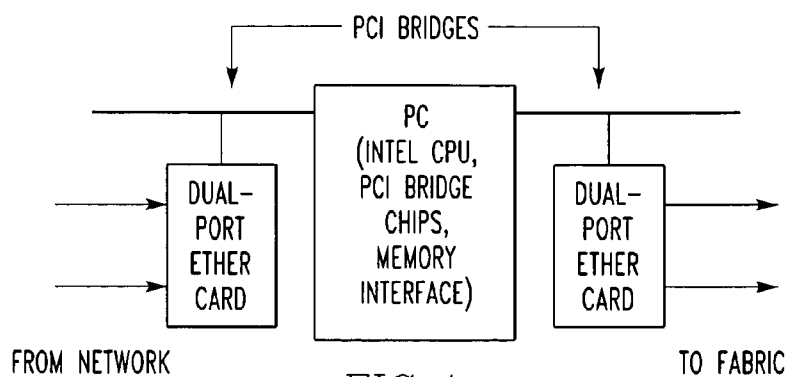 PCI BRIDGES
PC
(INTEL CPU,
PCI BRIDGE
CHIPS,
MEMORY
INTERFACE)
DUAL-
PORT
ETHER
CARD
DUAL-
PORT
ETHER
CARD
FROM NETWORK
TO FABRIC